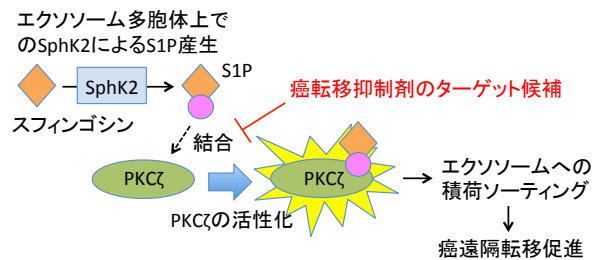 エクソソーム多胞体上で
のSphK2によるS1P産生
SphK2
S1P
スフィンゴシン
癌転移抑制剤のターゲット候補
結合
PKCζ
PKCζ
PKCζの活性化
エクソソームへの
積荷ソーティング
癌遠隔転移促進